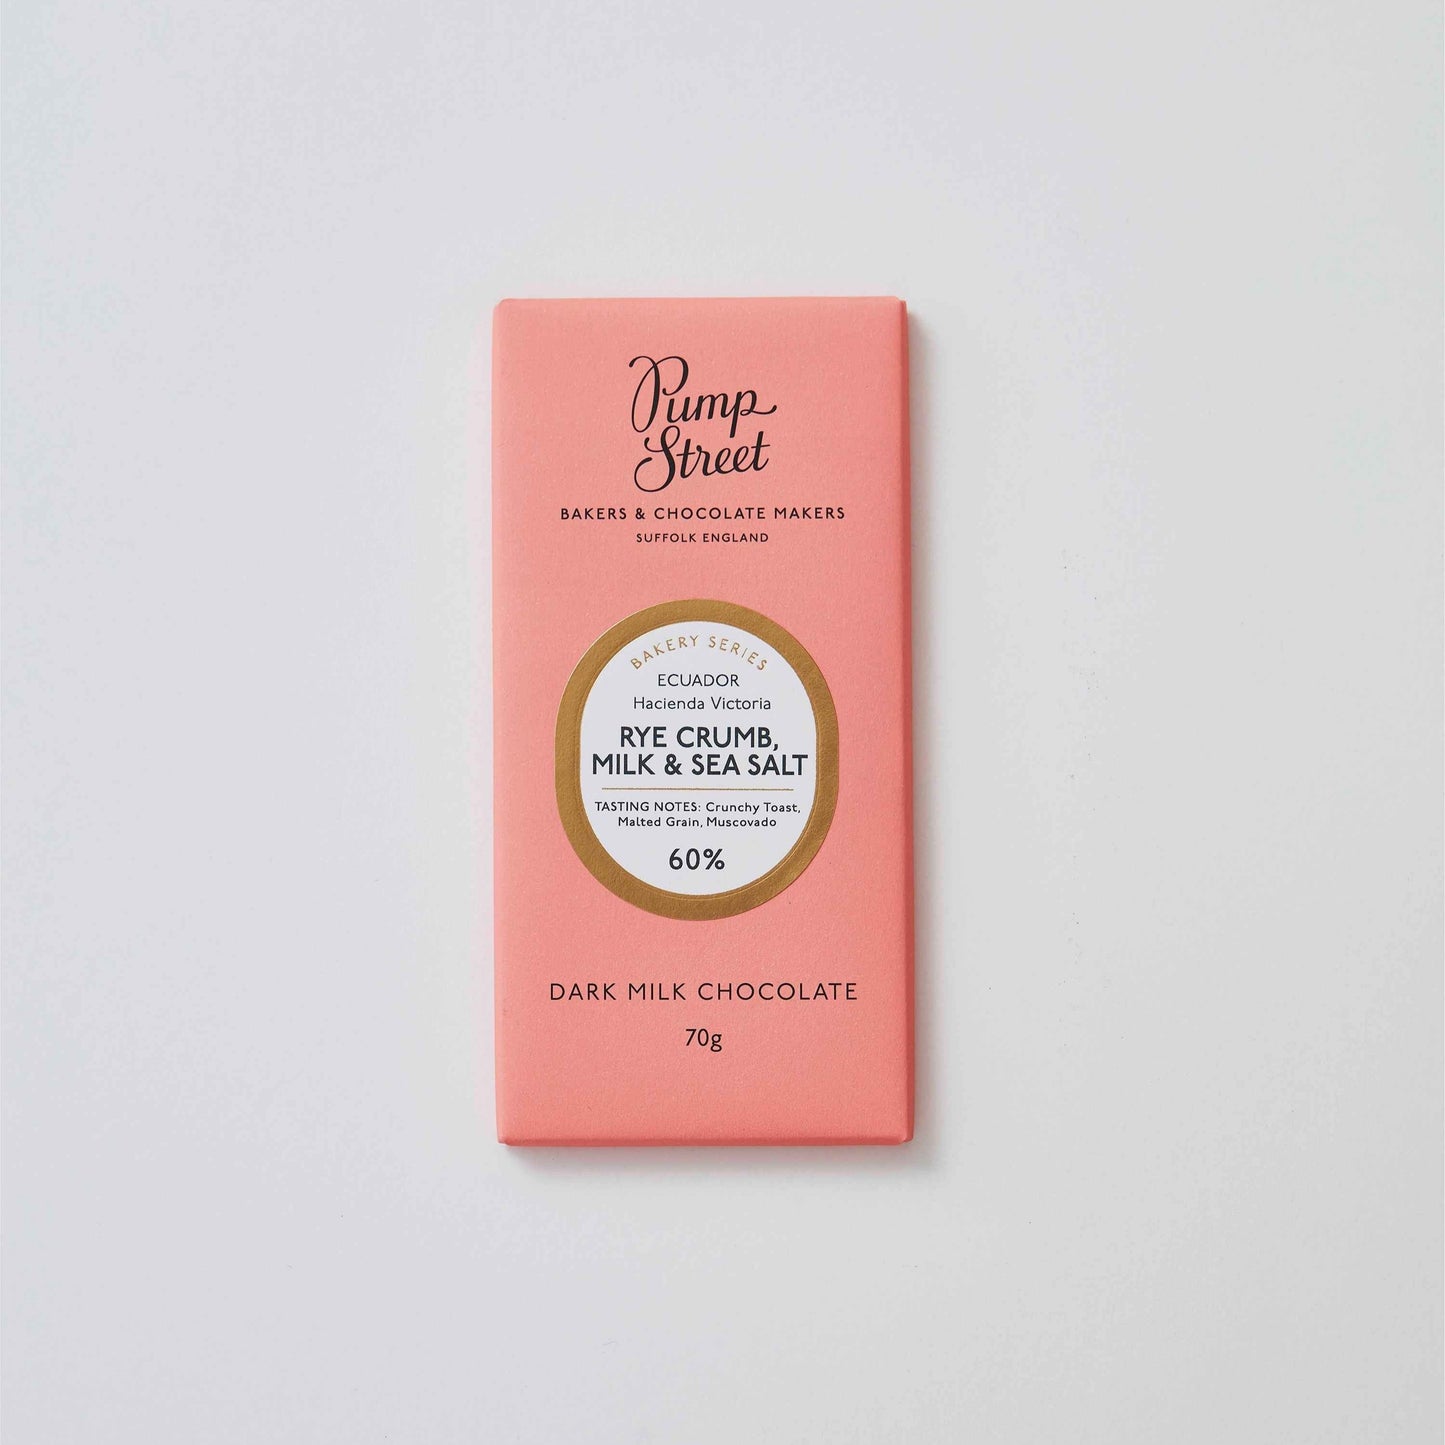 Pump
Street
BAKERS & CHOCOLATE MAKERS
SUFFOLK ENGLAND
BAKERY SERIES
ECUADOR
Hacienda Victoria
RYE CRUMB,
MILK & SEA SALT
TASTING NOTES: Crunchy Toast,
Malted Grain, Muscovado
60%
DARK MILK CHOCOLATE
70g